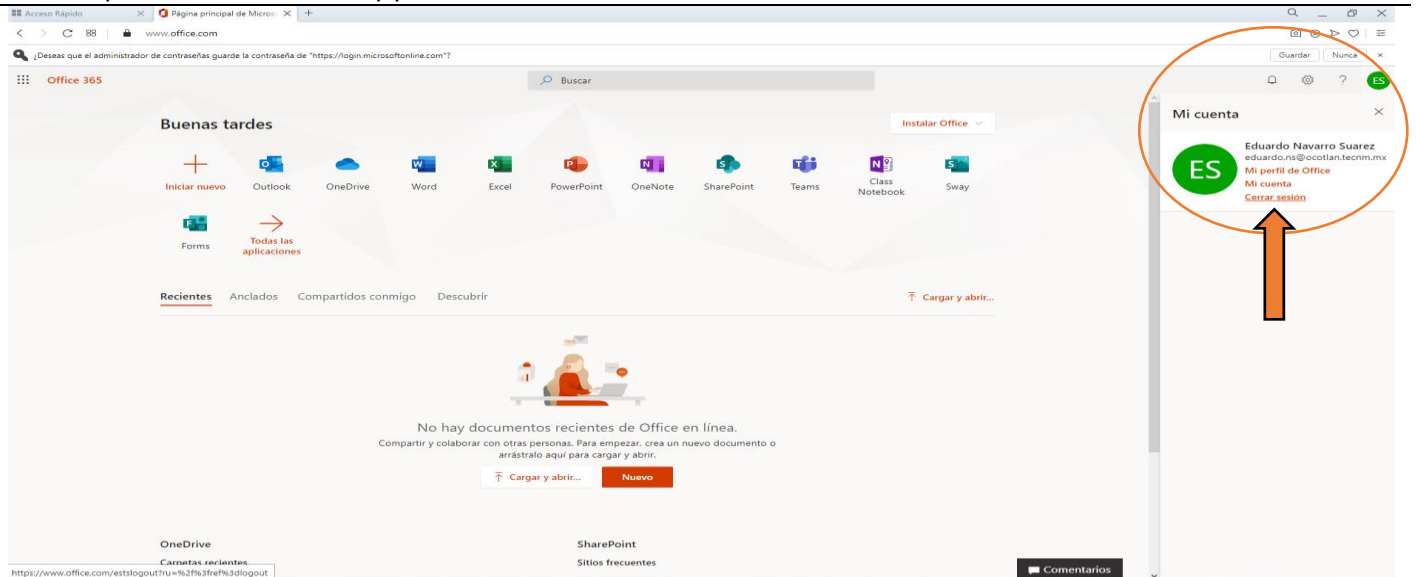 Acceso Rápido
Página principal de Micros
www.office.com
¿Deseas que el administrador de contraseñas guarde la contraseña de "https://login.microsoftonline.com"?
Guardar
Nunca
Office 365
Buscar
ES
Buenas tardes
Instalar Office
Iniciar nuevo
Outlook
OneDrive
Word
Excel
PowerPoint
OneNote
SharePoint
Teams
Class
Notebook
Sway
Forms
Todas las
aplicaciones
Mi cuenta
ES
Eduardo Navarro Suarez
eduardo.ns@ocotlan.tecnm.mx
Mi perfil de Office
Mi cuenta
Cerrar sesión
Recientes
Anclados
Compartidos conmigo
Descubrir
Cargar y abrir...
No hay documentos recientes de Office en línea.
Compartir y colaborar con otras personas. Para empezar, crea un nuevo documento o
arrástralo aquí para cargar y abrir.
Cargar y abrir...
Nuevo
OneDrive
SharePoint
Carpetas recientes
Sitios frecuentes
https://www.office.com/estslogout?ru=%2f%3fref%3dlogout
Comentarios